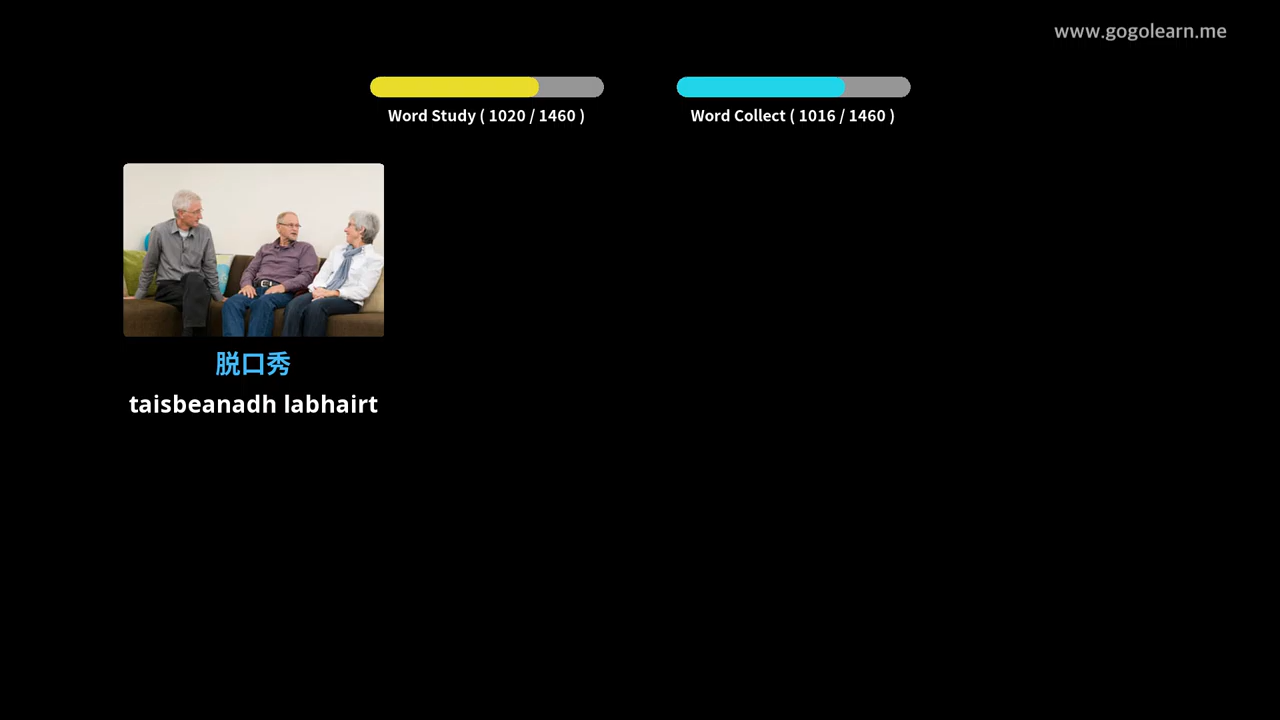 www.gogolearn.me
Word Study ( 1020 / 1460 )
Word Collect ( 1016 / 1460 )
脱口秀
taisbeanadh labhairt